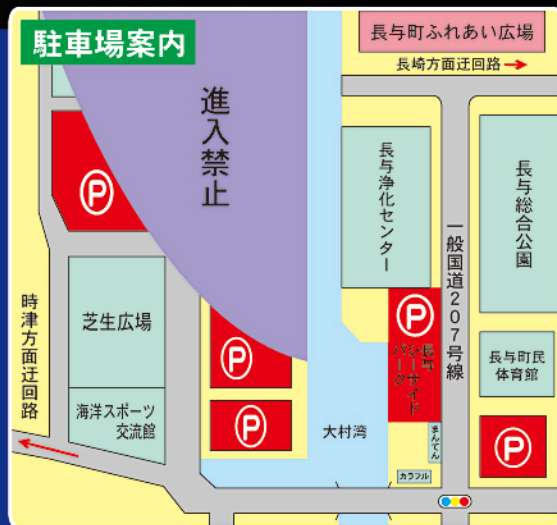 駐車場案内
長与町ふれあい広場
長崎方面迂回路
進入禁止
P
長与浄化センター
長与総合公園
一般国道207号線
時津方面迂回路
芝生広場
P
P
長与
シーサイド
パーク
長与町民
体育館
海洋スポーツ
交流館
P
大村湾
まんてん
P
カラフル